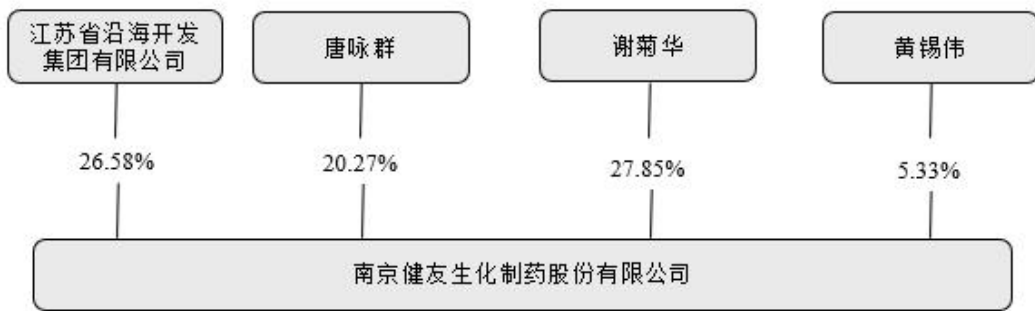 江苏省沿海开发
集团有限公司
唐咏群
谢菊华
黄锡伟
26.58%
20.27%
27.85%
5.33%
南京健友生化制药股份有限公司